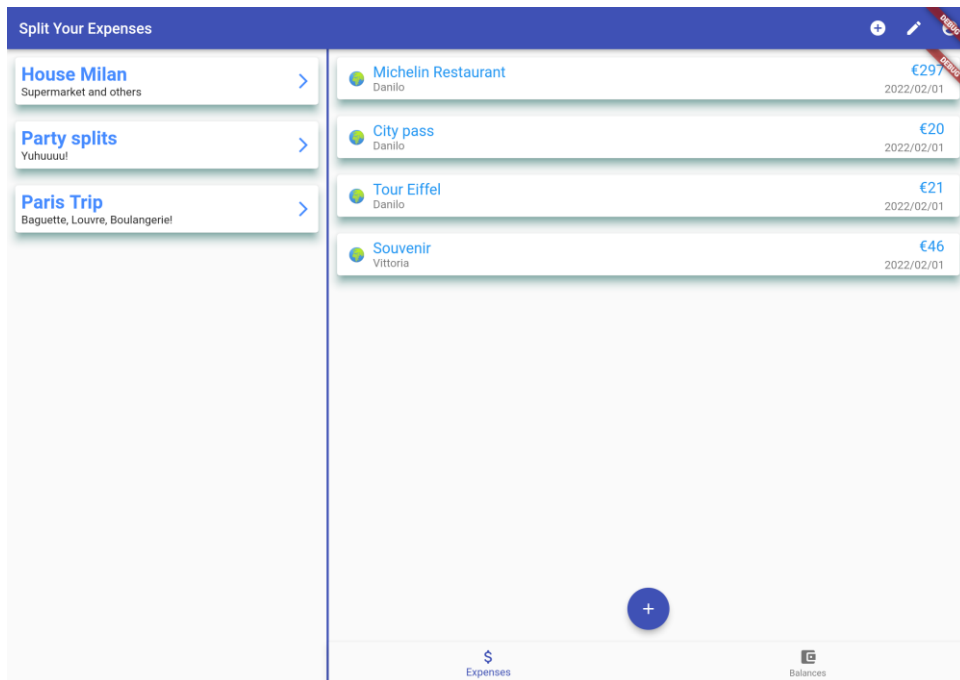 Split Your Expenses
DEBUG
DEBUG
House Milan
Supermarket and others
Party splits
Yuhuuuu!
Paris Trip
Baguette, Louvre, Boulangerie!
Michelin Restaurant
€297
Danilo
2022/02/01
City pass
€20
Danilo
2022/02/01
Tour Eiffel
€21
Danilo
2022/02/01
Souvenir
€46
Vittoria
2022/02/01
Expenses
Balances